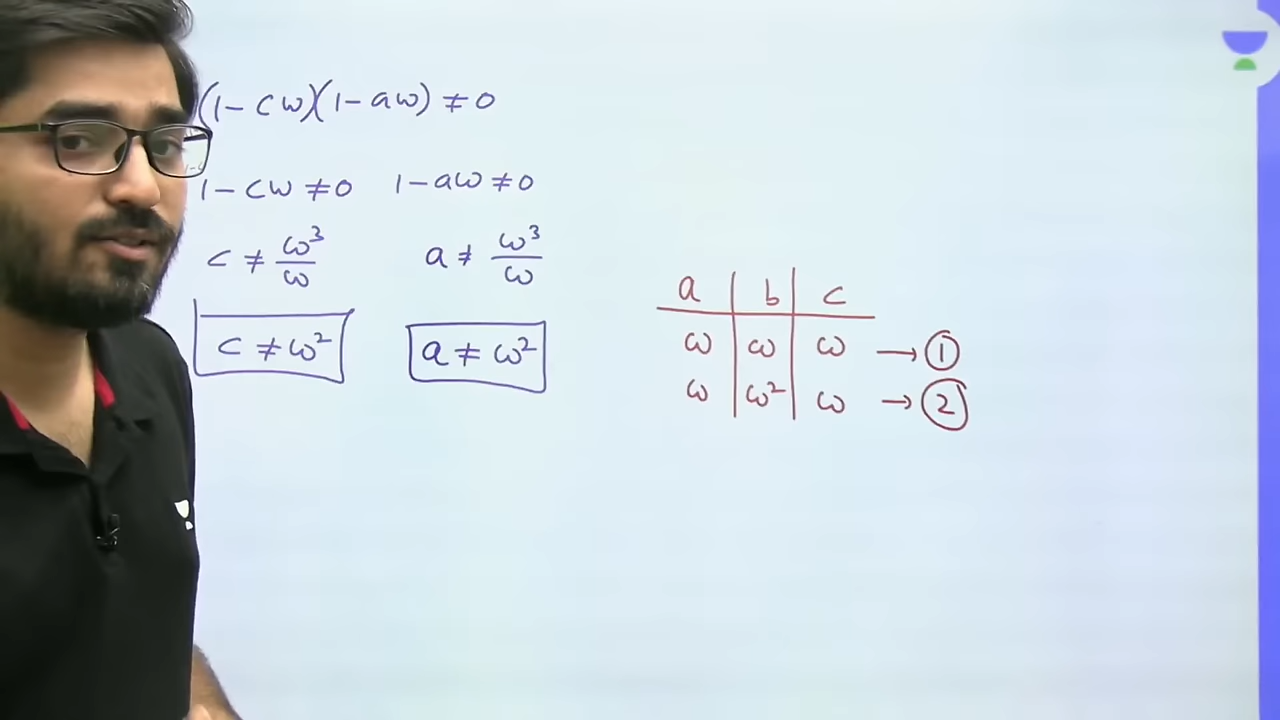 (1-cω)(1-aω) ≠ 0
1-cω ≠ 0 1-aω ≠ 0
c ≠ ω³/ω a ≠ ω³/ω
c ≠ ω² a ≠ ω²
a b c
ω ω ω → ①
ω ω² ω → ②